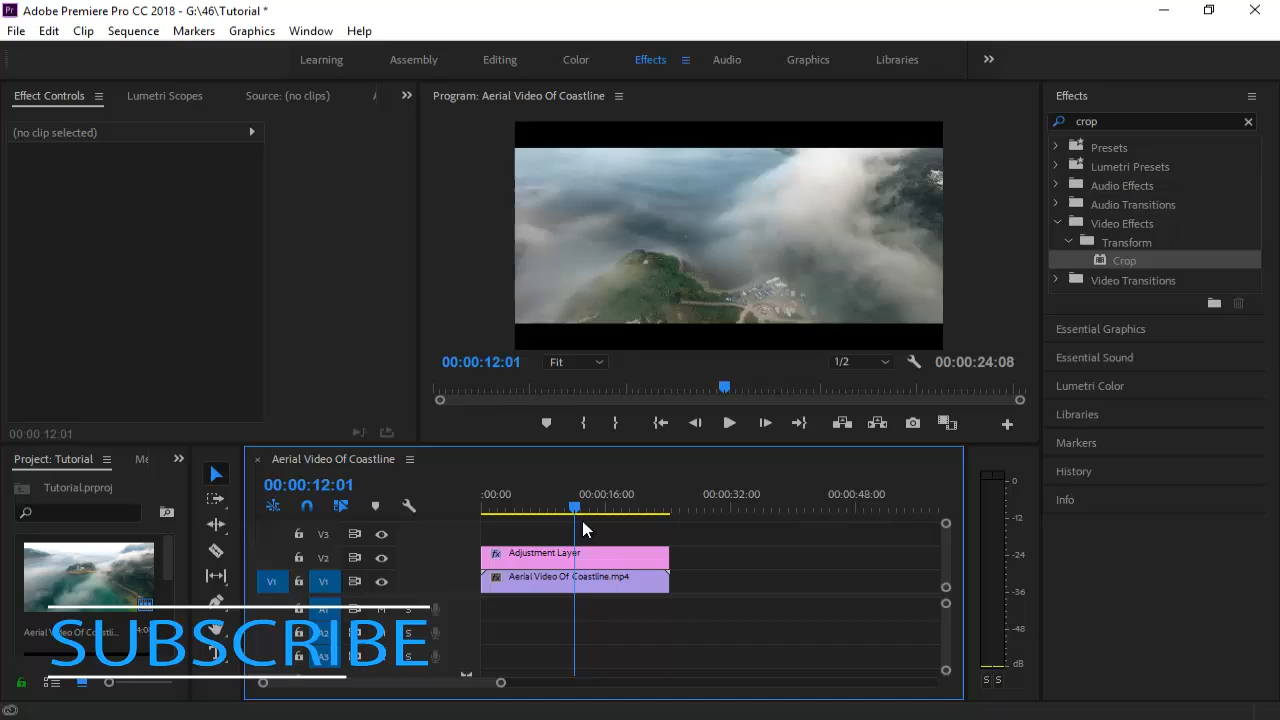 Pr Adobe Premiere Pro CC 2018 - G:\46\Tutorial *
File Edit Clip Sequence Markers Graphics Window Help
Learning Assembly Editing Color Effects Audio Graphics Libraries
Effect Controls Lumetri Scopes Source: (no clips)
(no clip selected)
00:00:12:01
Program: Aerial Video Of Coastline
00:00:12:01 Fit 1/2 00:00:24:08
Effects
crop
Presets
Lumetri Presets
Audio Effects
Audio Transitions
Video Effects
Transform
Crop
Video Transitions
Essential Graphics
Essential Sound
Lumetri Color
Libraries
Markers
History
Info
Project: Tutorial Me
Tutorial.prproj
Aerial Video Of Coastli...
Aerial Video Of Coastline
00:00:12:01
:00:00 00:00:16:00 00:00:32:00 00:00:48:00
V3
V2 Adjustment Layer
V1 V1 Aerial Video Of Coastline.mp4
A1 M S
A2 S
A3 S
SUBSCRIBE
0
-12
-24
-36
-48
dB
S S